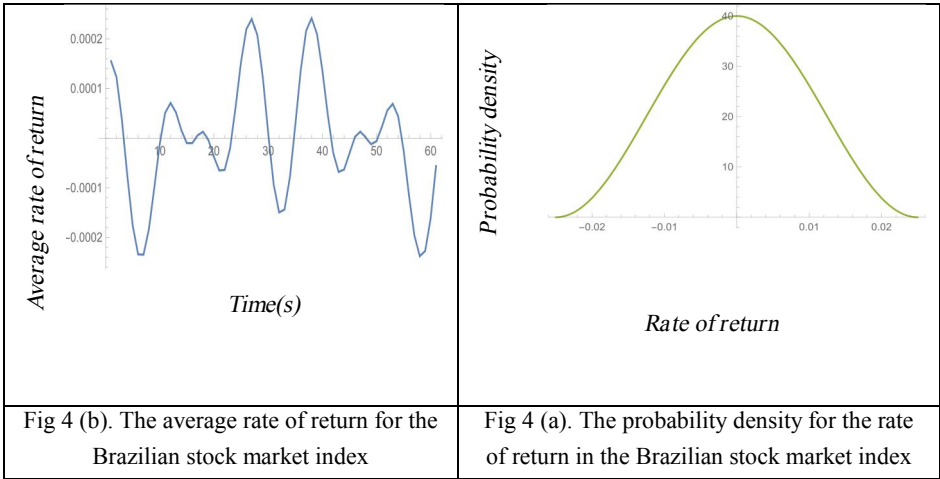 0.0002
0.0001
-0.0001
-0.0002
10
20
30
40
50
60
Average rate of return
Time(s)
40
30
20
10
−0.02
−0.01
0.01
0.02
Probability density
Rate of return
Fig 4 (b). The average rate of return for the
Brazilian stock market index
Fig 4 (a). The probability density for the rate
of return in the Brazilian stock market index